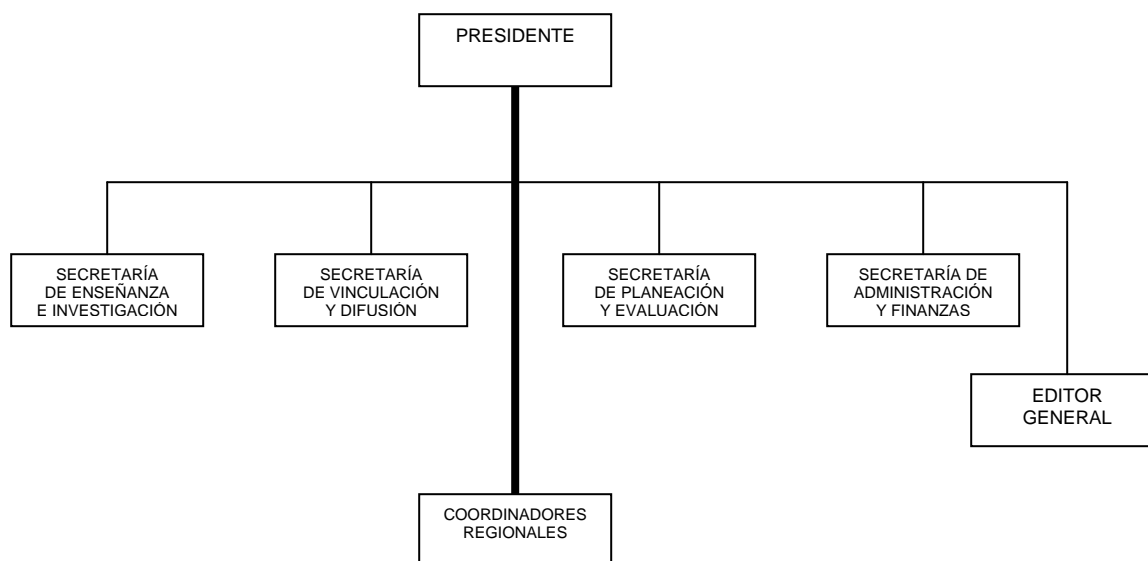 PRESIDENTE
SECRETARÍA
DE ENSEÑANZA
E INVESTIGACIÓN
SECRETARÍA
DE VINCULACIÓN
Y DIFUSIÓN
SECRETARÍA
DE PLANEACIÓN
Y EVALUACIÓN
SECRETARÍA DE
ADMINISTRACIÓN
Y FINANZAS
EDITOR
GENERAL
COORDINADORES
REGIONALES